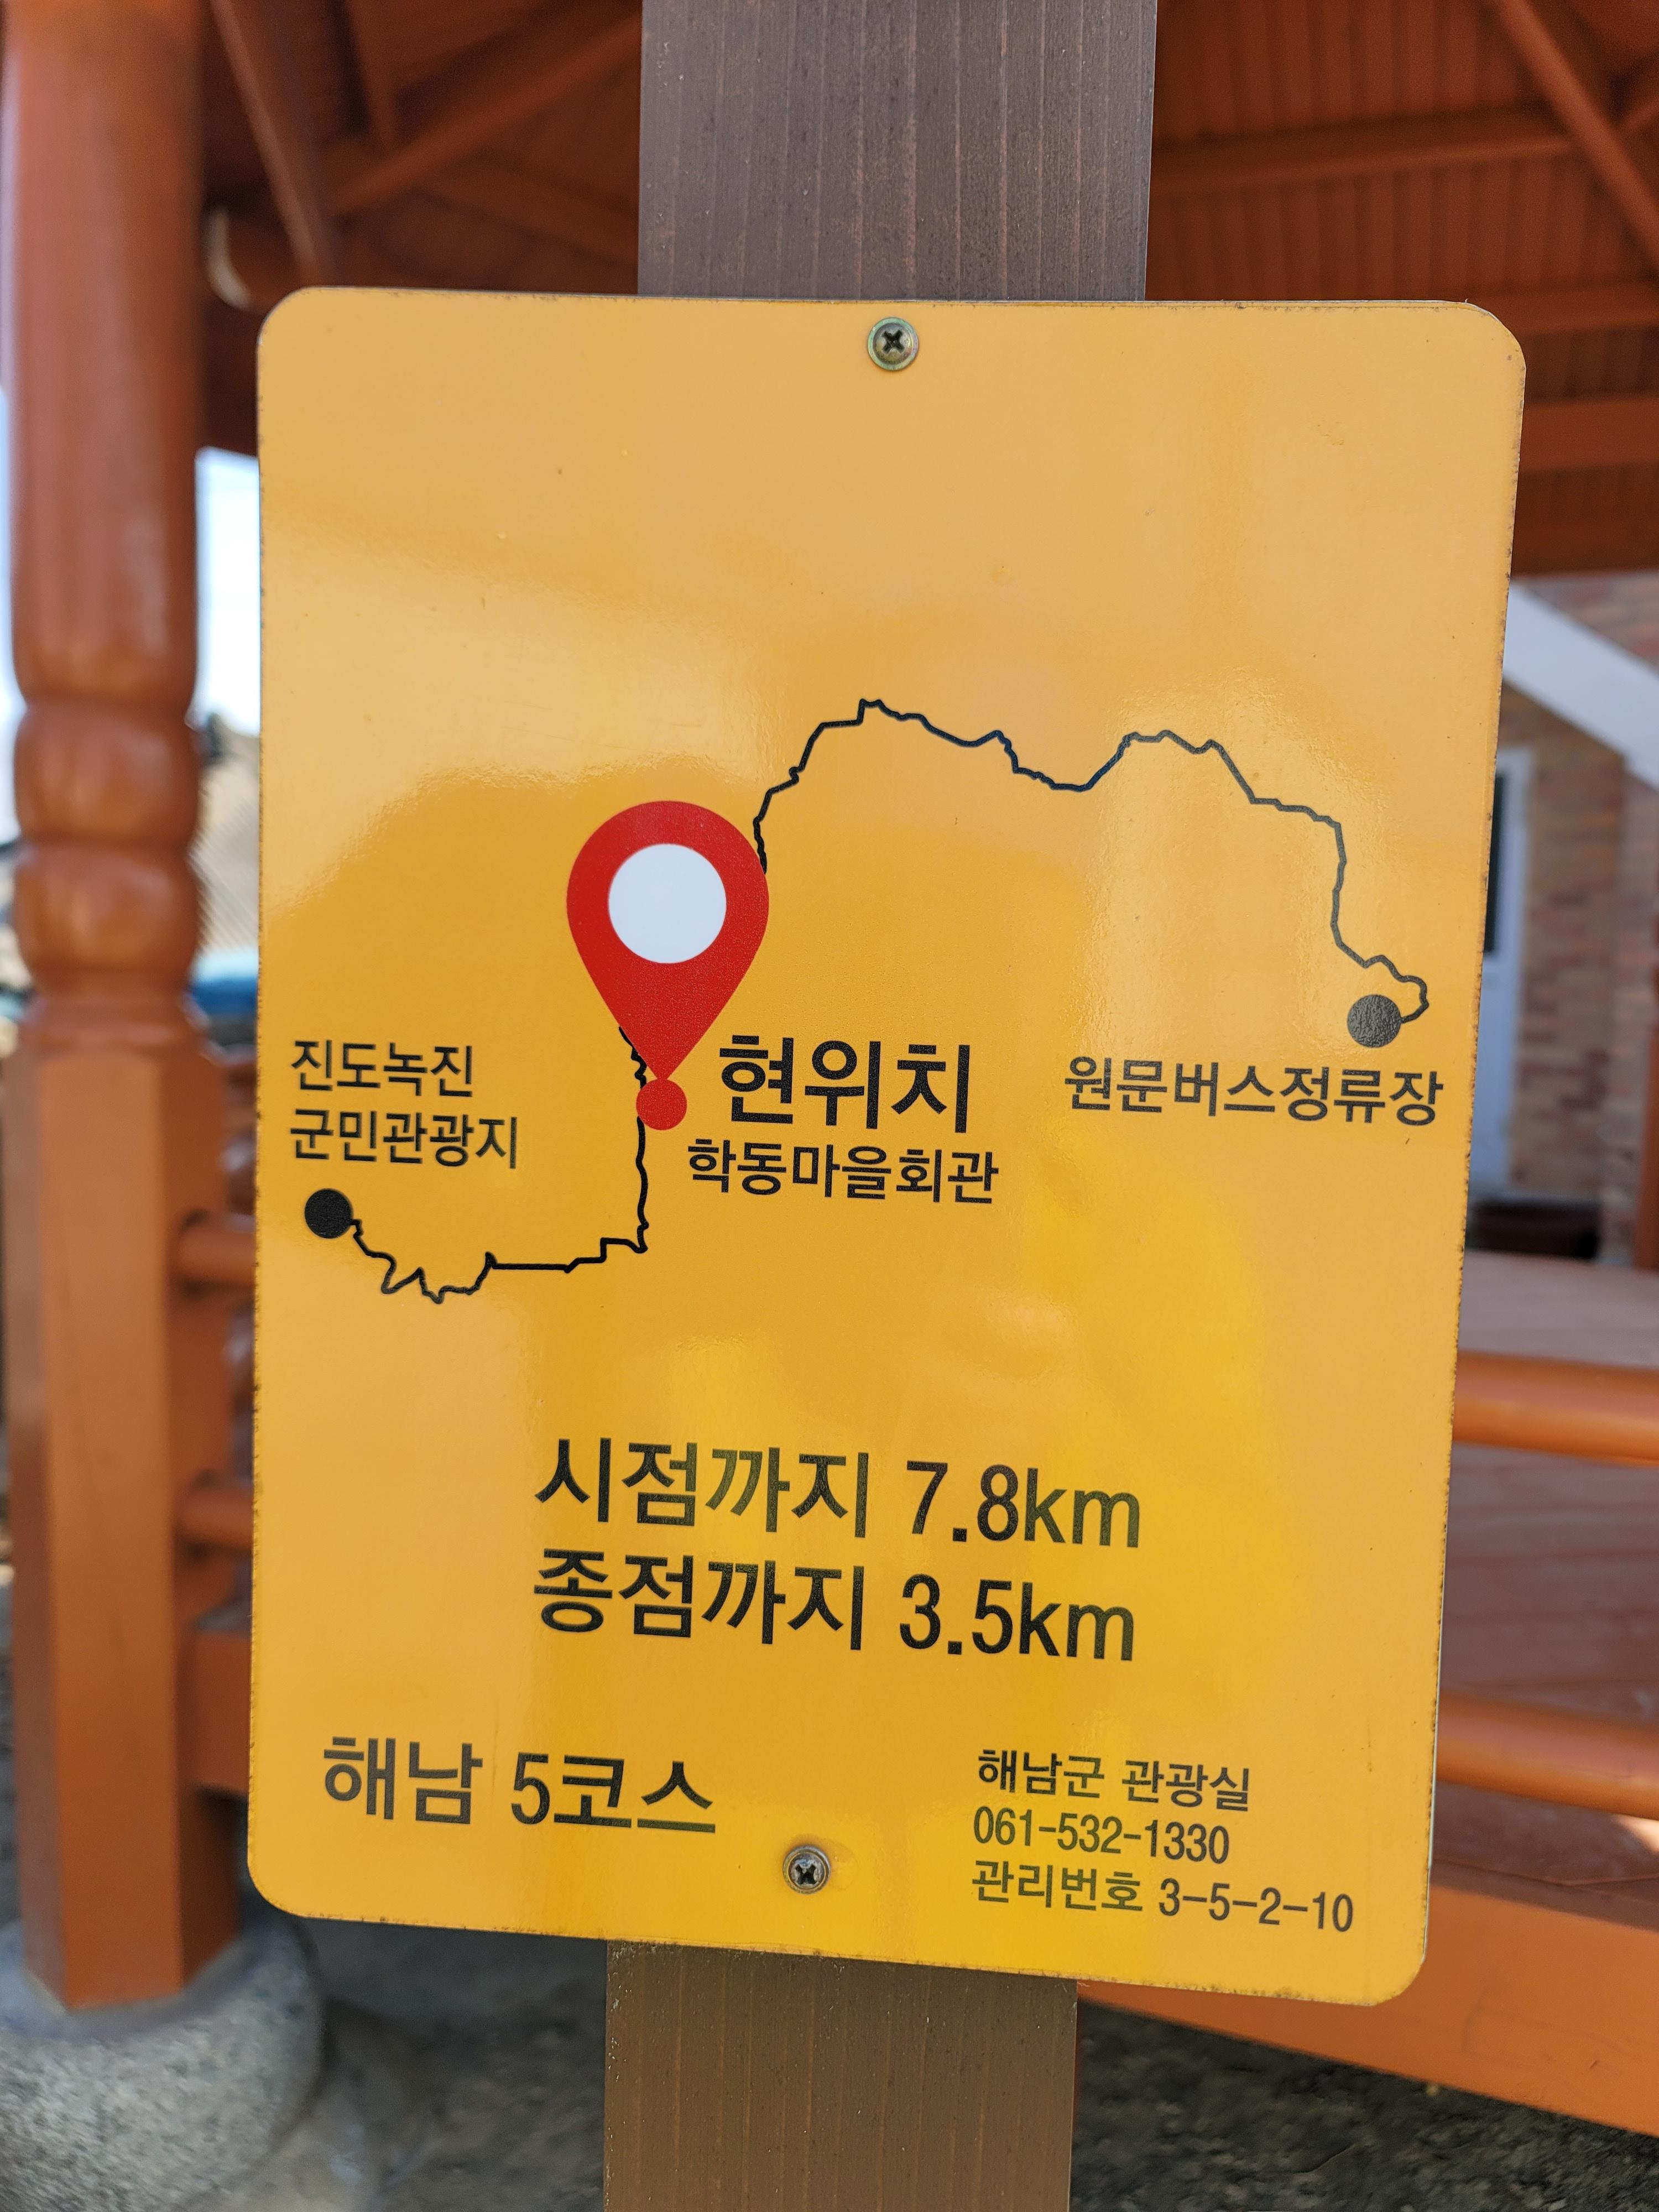 진도녹진
군민관광지
현위치
학동마을회관
원문버스정류장
시점까지 7.8km
종점까지 3.5km
해남 5코스
해남군 관광실
061-532-1330
관리번호 3-5-2-10